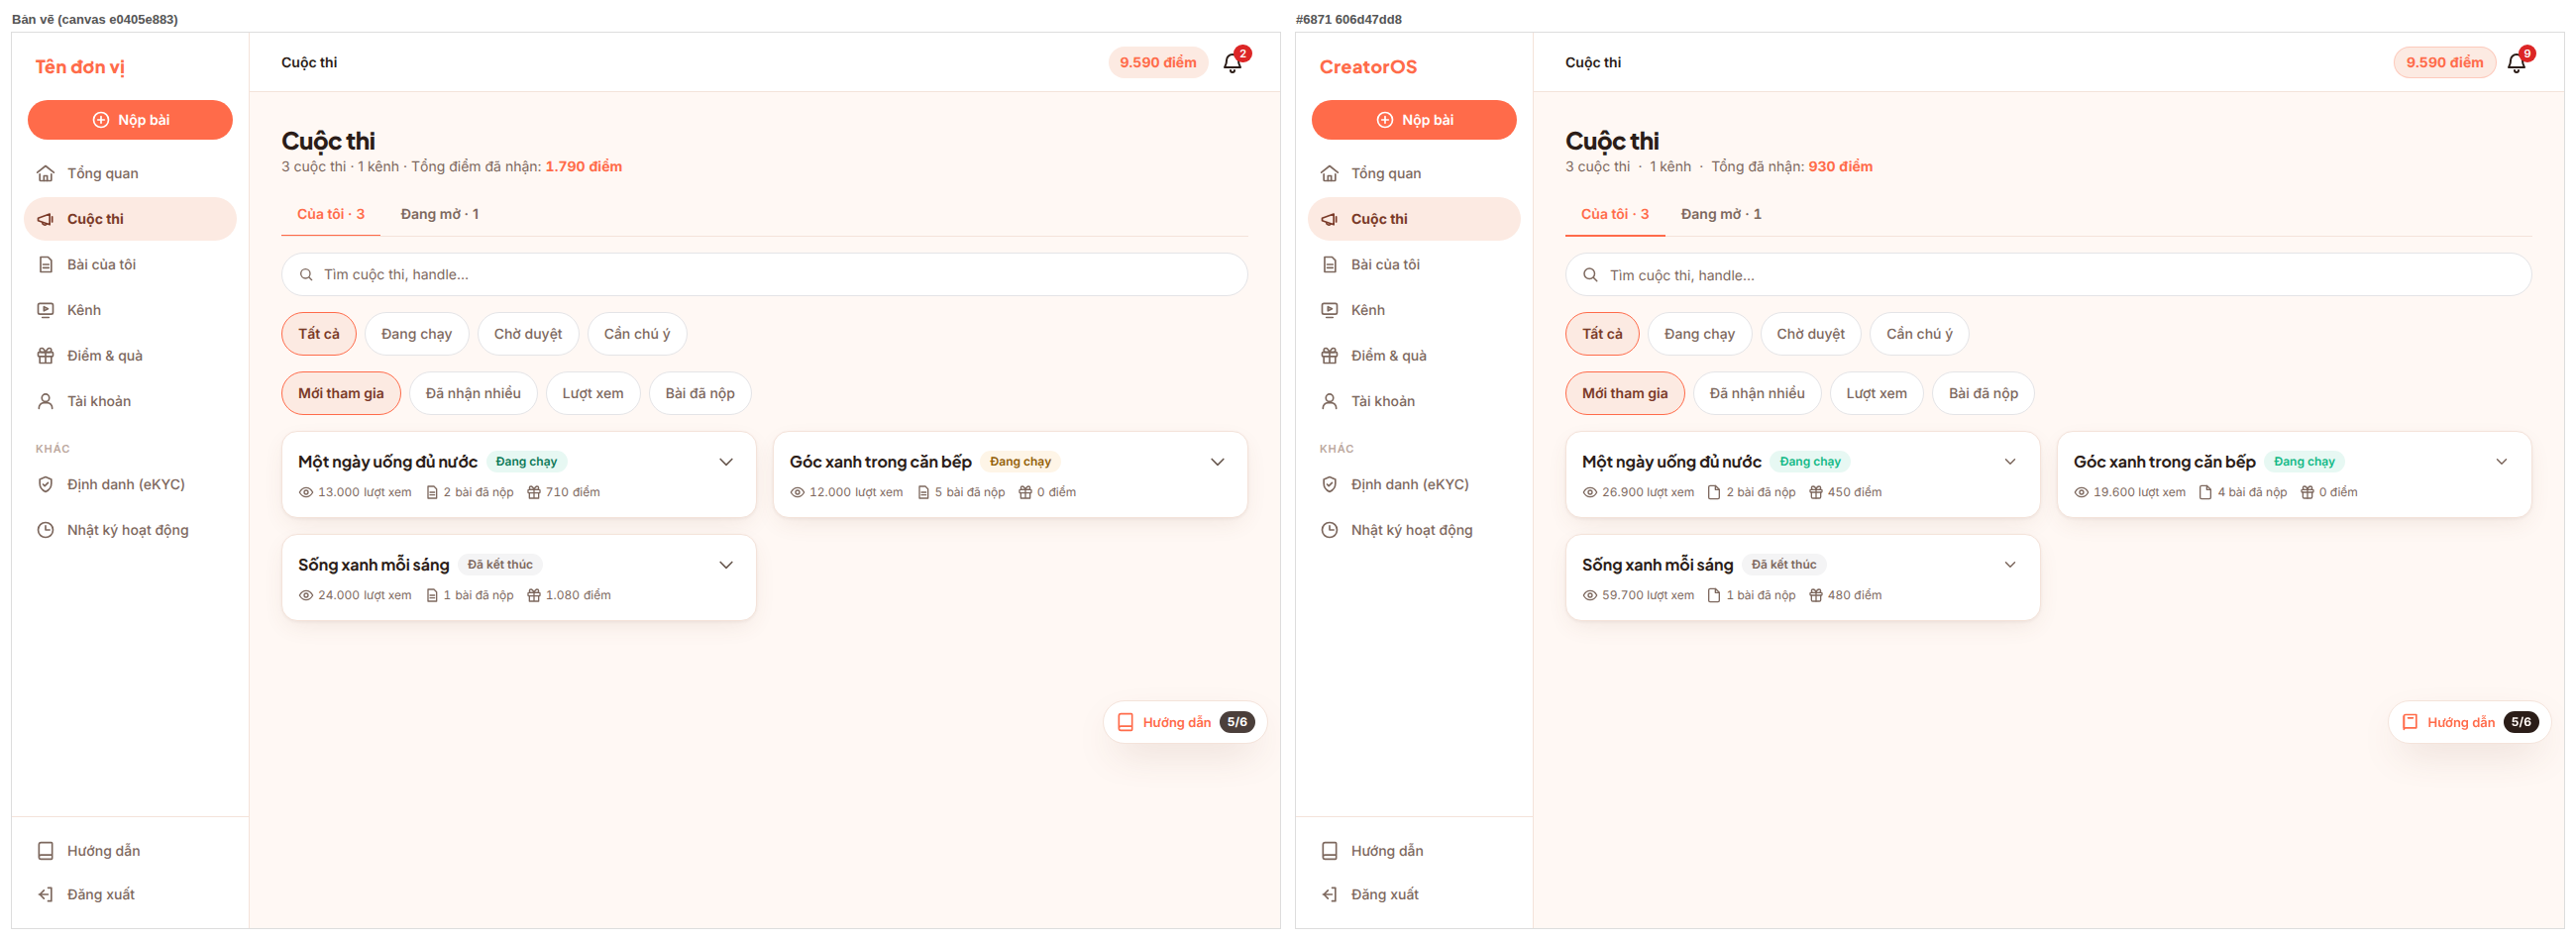 Bản vẽ (canvas e0405e883)
Tên đơn vị
Nộp bài
Tổng quan
Cuộc thi
Bài của tôi
Kênh
Điểm & quà
Tài khoản
KHÁC
Định danh (eKYC)
Nhật ký hoạt động
Hướng dẫn
Đăng xuất
Cuộc thi
9.590 điểm
2
Cuộc thi
3 cuộc thi · 1 kênh · Tổng điểm đã nhận: 1.790 điểm
Của tôi · 3 Đang mở · 1
Tìm cuộc thi, handle...
Tất cả Đang chạy Chờ duyệt Cần chú ý
Mới tham gia Đã nhận nhiều Lượt xem Bài đã nộp
Một ngày uống đủ nước Đang chạy
13.000 lượt xem 2 bài đã nộp 710 điểm
Góc xanh trong căn bếp Đang chạy
12.000 lượt xem 5 bài đã nộp 0 điểm
Sống xanh mỗi sáng Đã kết thúc
24.000 lượt xem 1 bài đã nộp 1.080 điểm
Hướng dẫn 5/6
#6871 606d47dd8
CreatorOS
Nộp bài
Tổng quan
Cuộc thi
Bài của tôi
Kênh
Điểm & quà
Tài khoản
KHÁC
Định danh (eKYC)
Nhật ký hoạt động
Hướng dẫn
Đăng xuất
Cuộc thi
9.590 điểm
9
Cuộc thi
3 cuộc thi · 1 kênh · Tổng đã nhận: 930 điểm
Của tôi · 3 Đang mở · 1
Tìm cuộc thi, handle...
Tất cả Đang chạy Chờ duyệt Cần chú ý
Mới tham gia Đã nhận nhiều Lượt xem Bài đã nộp
Một ngày uống đủ nước Đang chạy
26.900 lượt xem 2 bài đã nộp 450 điểm
Góc xanh trong căn bếp Đang chạy
19.600 lượt xem 4 bài đã nộp 0 điểm
Sống xanh mỗi sáng Đã kết thúc
59.700 lượt xem 1 bài đã nộp 480 điểm
Hướng dẫn 5/6